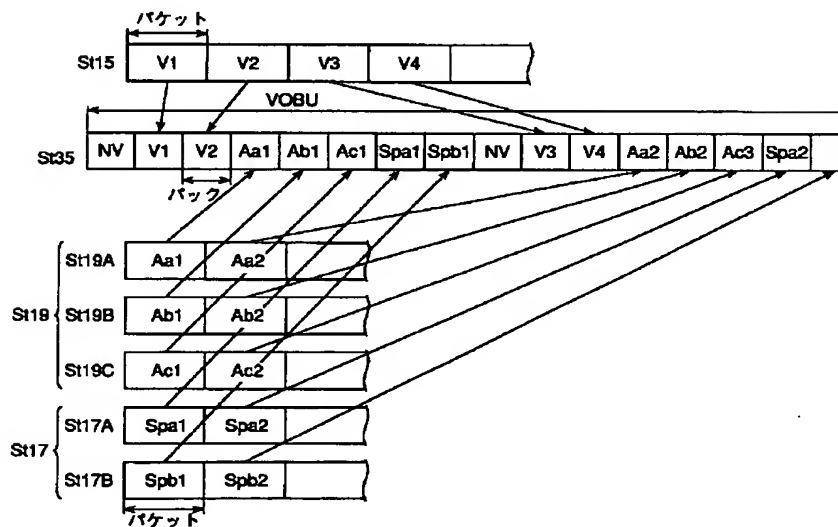 パケット
St15 V1 V2 V3 V4
VOBU
St35 NV V1 V2 Aa1 Ab1 Ac1 Spa1 Spb1 NV V3 V4 Aa2 Ab2 Ac3 Spa2
パック
St19
St19A Aa1 Aa2
St19B Ab1 Ab2
St19C Ac1 Ac2
St17
St17A Spa1 Spa2
St17B Spb1 Spb2
パケット